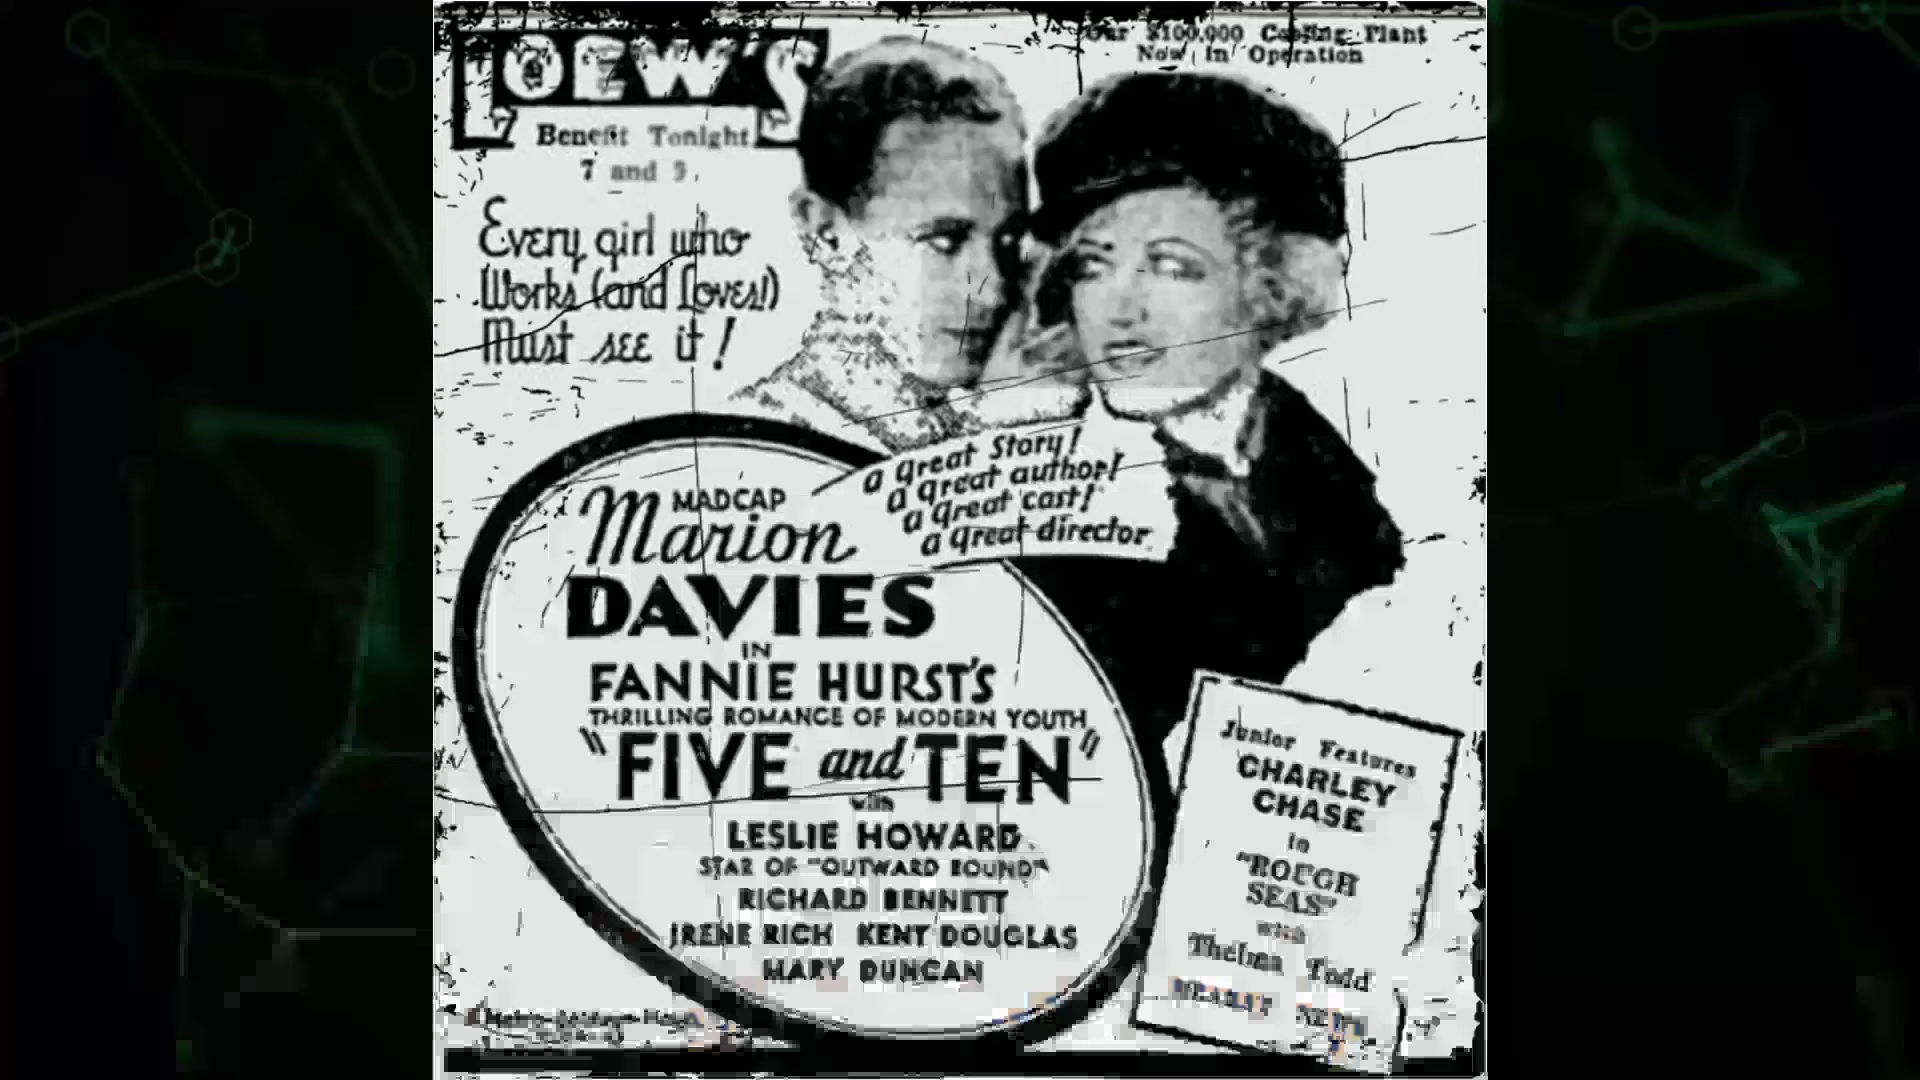 LOEW'S
Benefit Tonight
7 and 9.
Our $100,000 Cooling Plant
Now in Operation
Every girl who
Works (and Loves!)
Must see it!
a great Story!
a great author!
a great cast!
a great director
MADCAP
Marion
DAVIES
IN
FANNIE HURST'S
THRILLING ROMANCE OF MODERN YOUTH
"FIVE and TEN"
with
LESLIE HOWARD
STAR OF "OUTWARD BOUND"
RICHARD BENNETT
IRENE RICH KENT DOUGLAS
MARY DUNCAN
Junior Features
CHARLEY
CHASE
in
"ROUGH
SEAS"
with
Thelma Todd